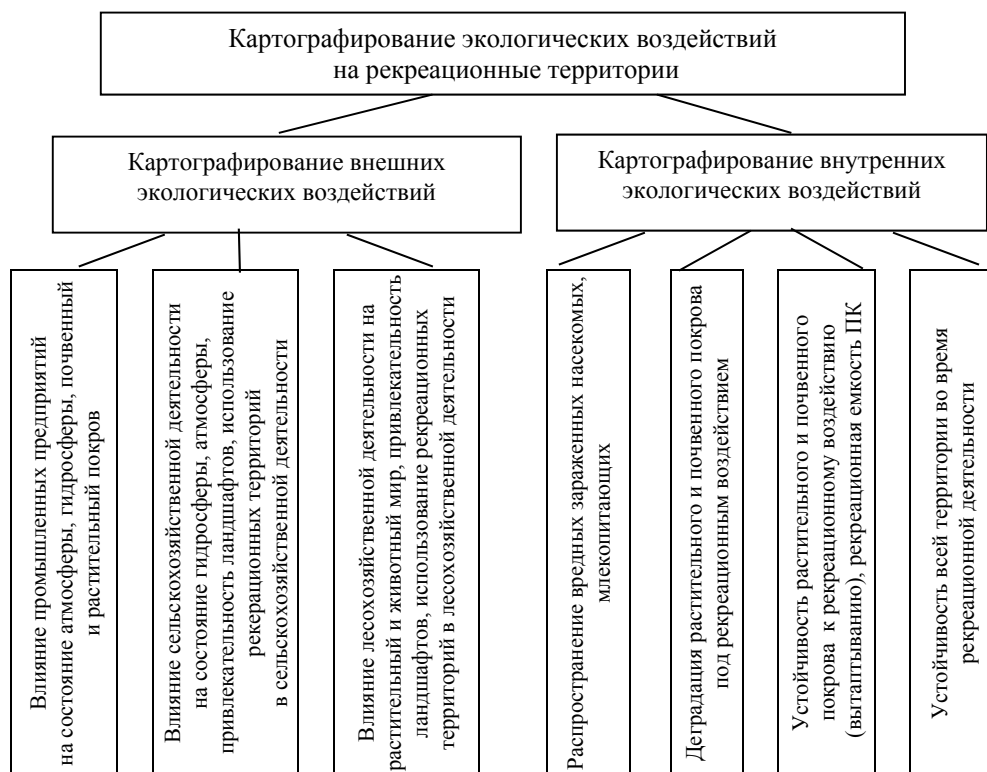 Картографирование экологических воздействий
на рекреационные территории
Картографирование внешних
экологических воздействий
Картографирование внутренних
экологических воздействий
Влияние промышленных предприятий
на состояние атмосферы, гидросферы, почвенный
и растительный покров
Влияние сельскохозяйственной деятельности
на состояние гидросферы, атмосферы,
привлекательность ландшафтов, использование
рекерационных территорий
в сельскохозяйственной деятельности
Влияние лесохозяйственной деятельности на
растительный и животный мир, привлекательность
ландшафтов, использование рекреационных
территорий в лесохозяйственной деятельности
Распространение вредных зараженных насекомых,
млекопитающих
Деградация растительного и почвенного покрова
под рекреационным воздействием
Устойчивость растительного и почвенного
покрова к рекреационному воздействию
(вытаптыванию), рекреационная емкость ПК
Устойчивость всей территории во время
рекреационной деятельности